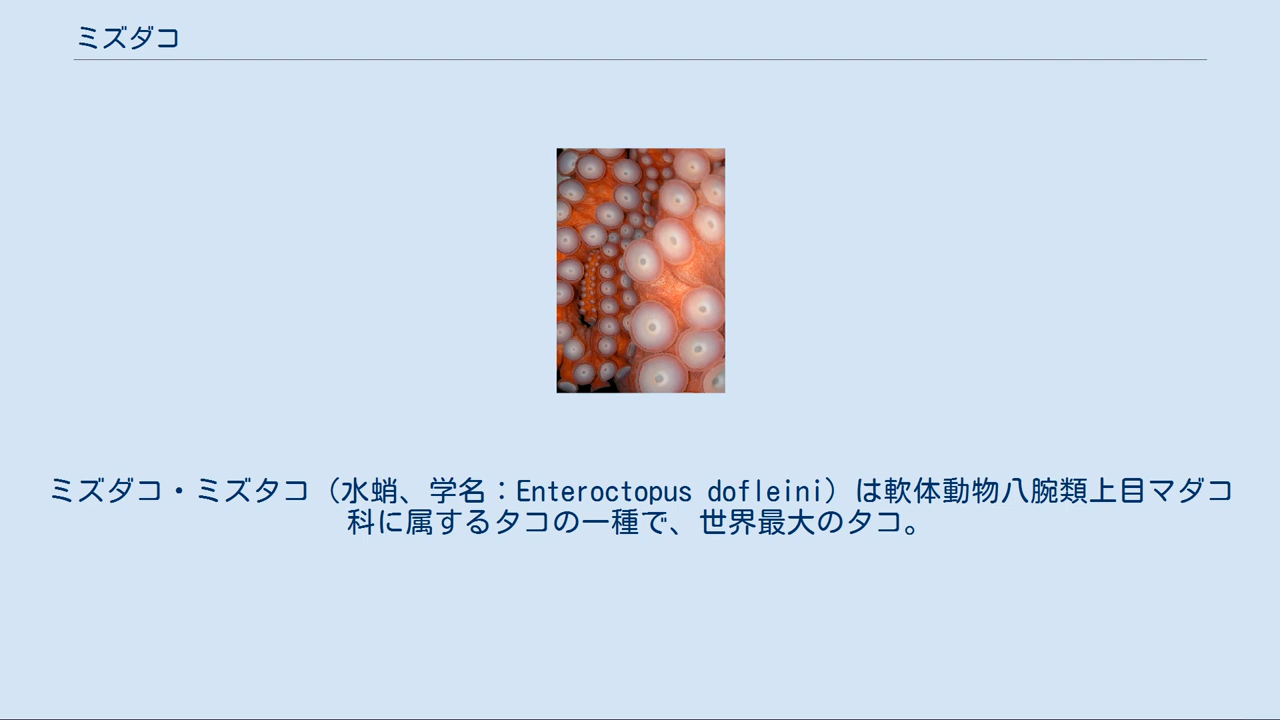 ミズダコ
ミズダコ・ミズタコ（水蛸、学名：Enteroctopus dofleini）は軟体動物八腕類上目マダコ
科に属するタコの一種で、世界最大のタコ。